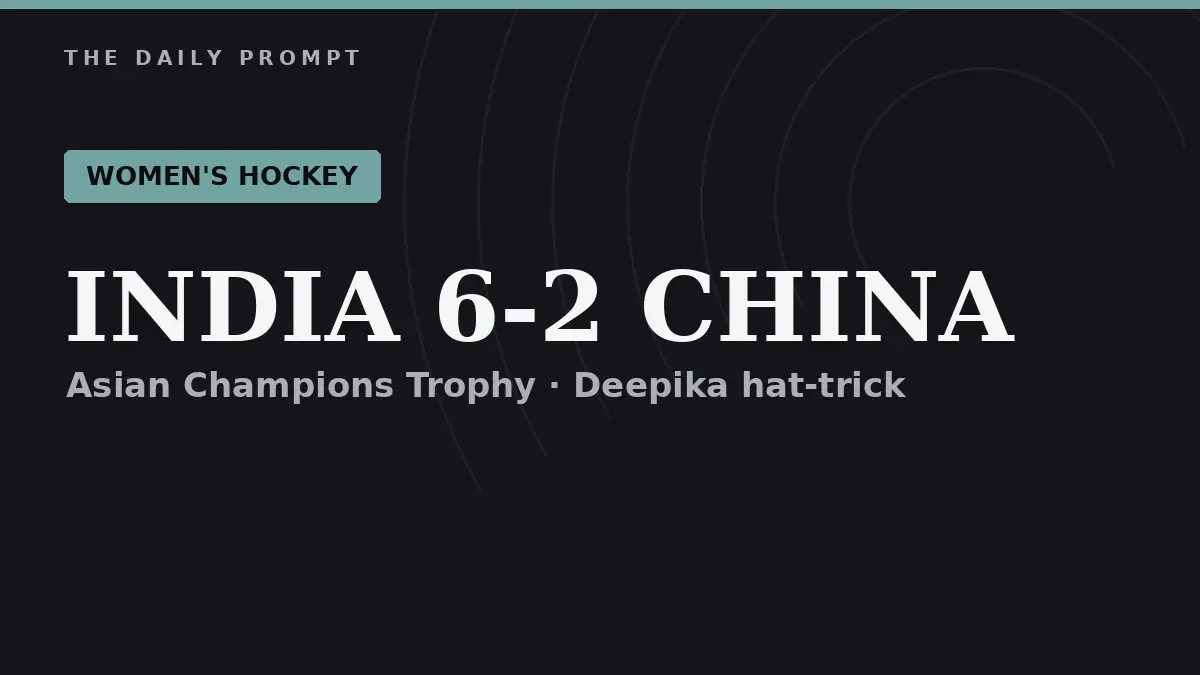 THE DAILY PROMPT
WOMEN'S HOCKEY
INDIA 6-2 CHINA
Asian Champions Trophy · Deepika hat-trick